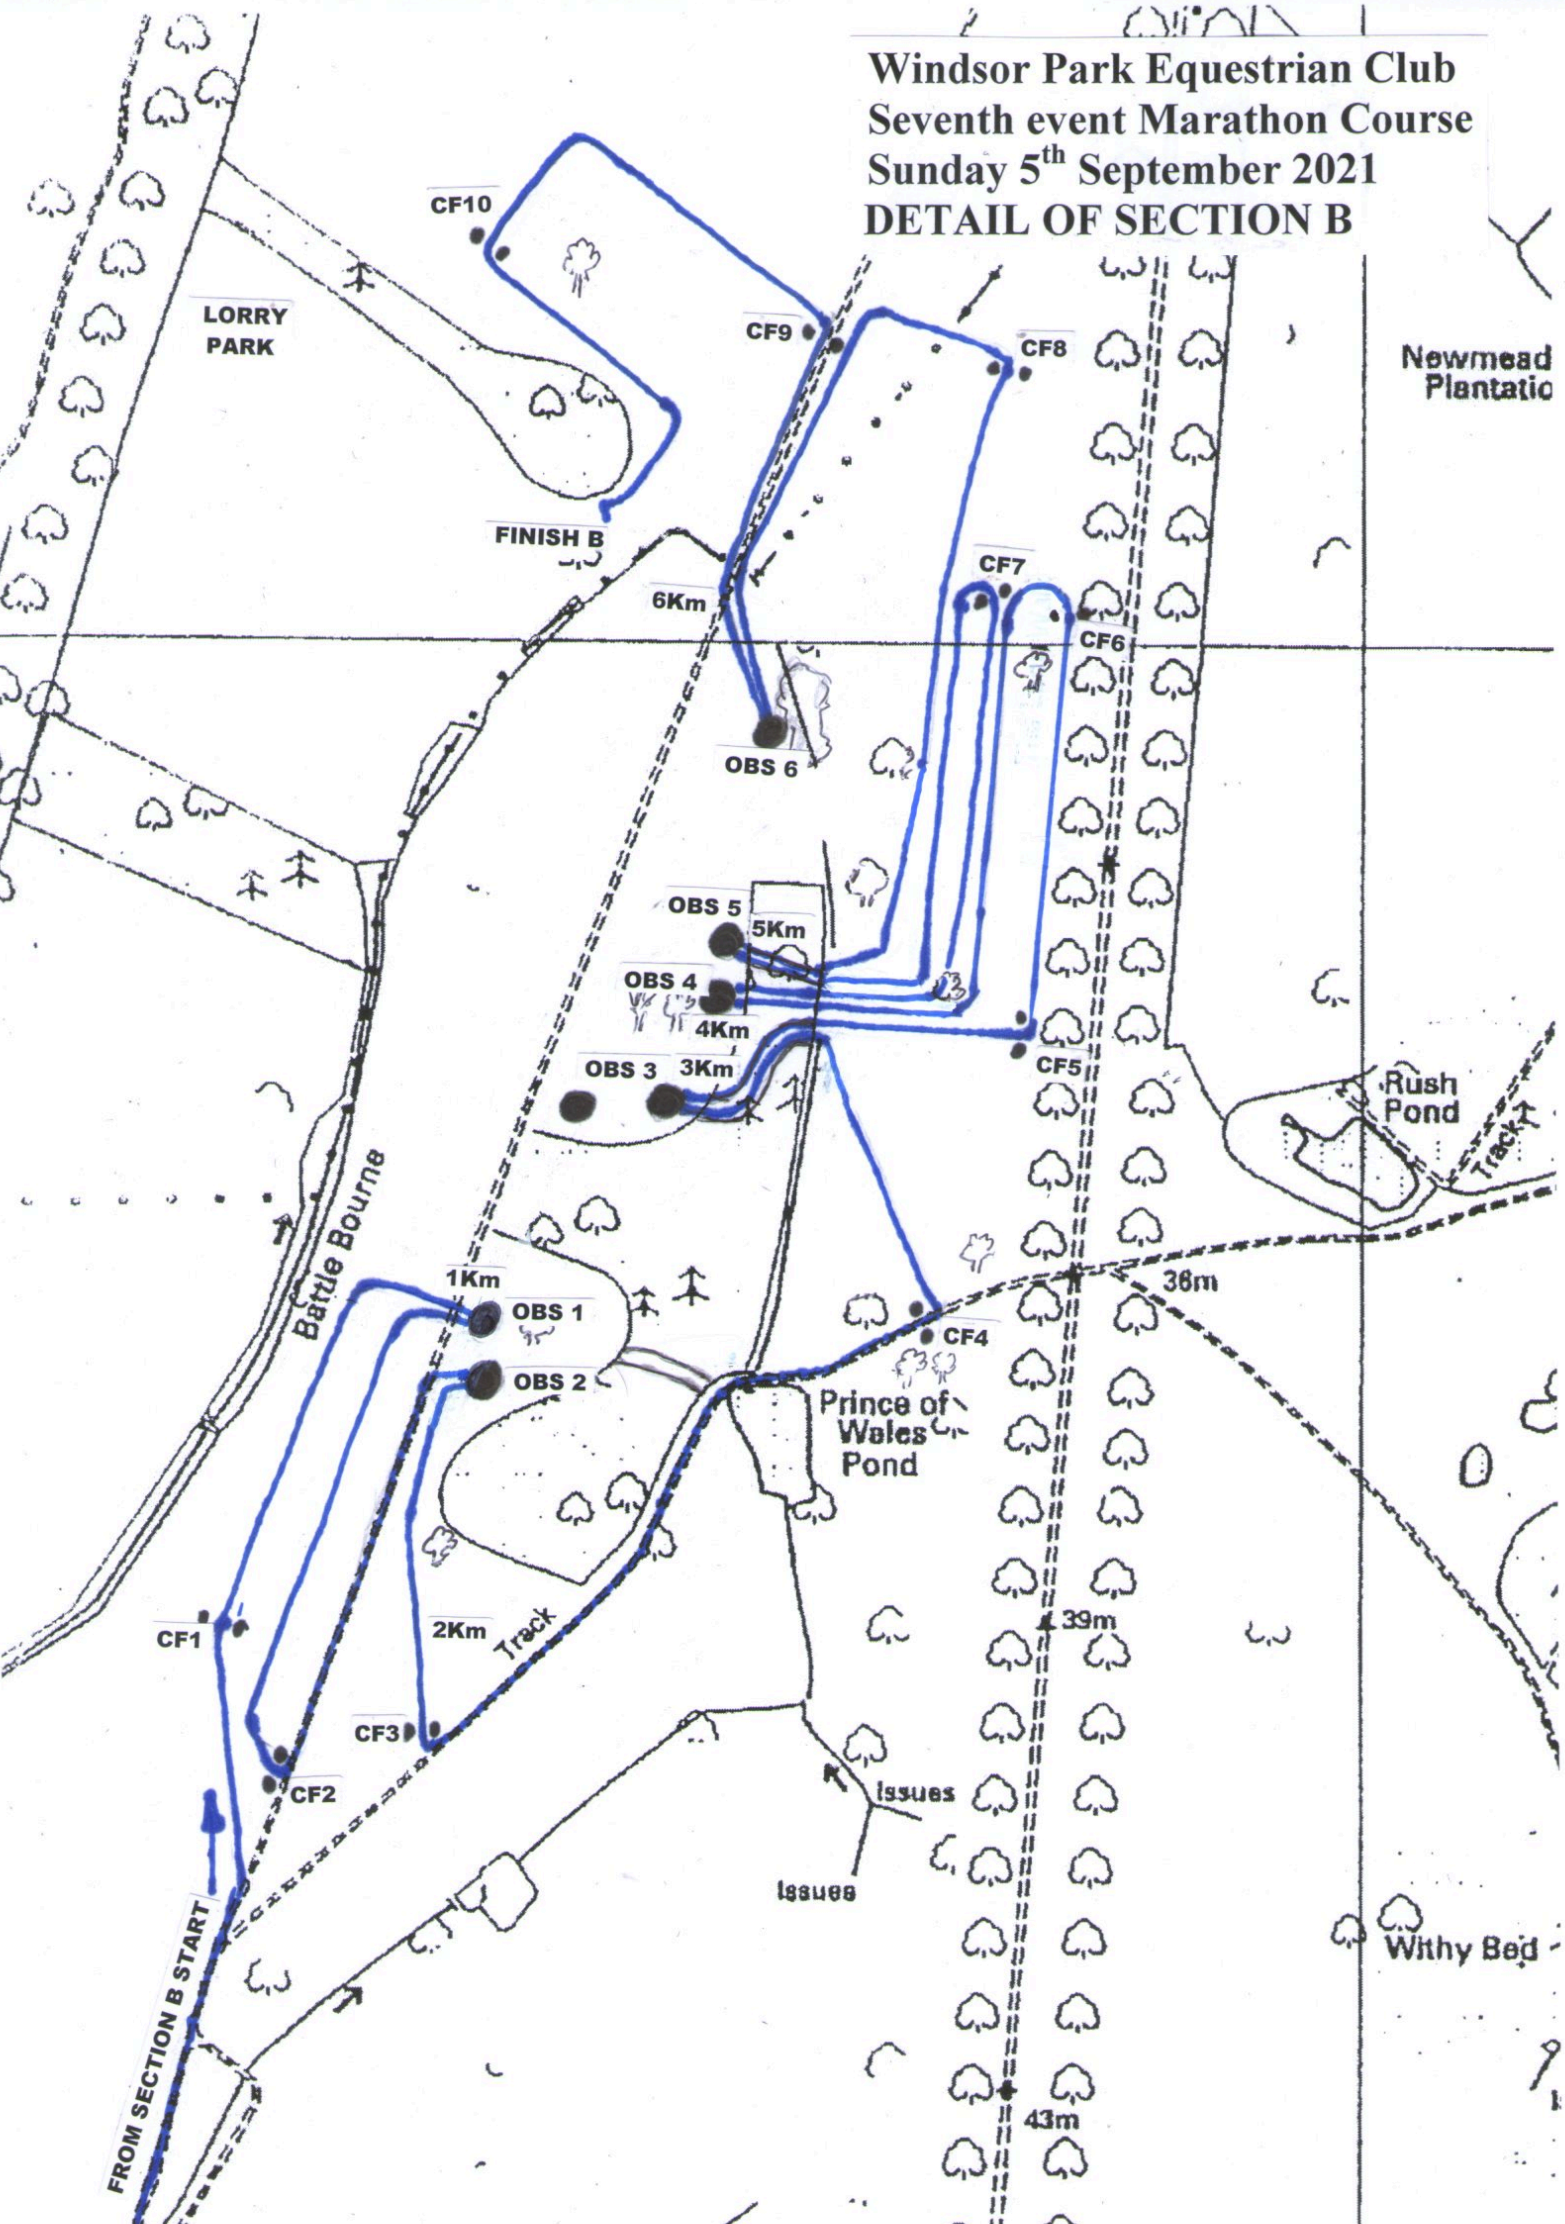 Windsor Park Equestrian Club
Seventh event Marathon Course
Sunday 5th September 2021
DETAIL OF SECTION B
CF10
LORRY
PARK
CF9
CF8
Newmead
Plantatio
FINISH B
CF7
6Km
CF6
OBS 6
OBS 5
5Km
OBS 4
4Km
OBS 3
3Km
CF5
Rush
Pond
Track
Battle Bourne
1Km
OBS 1
36m
CF4
OBS 2
Prince of
Wales
Pond
CF1
2Km
Track
39m
CF3
CF2
Issues
Issues
FROM SECTION B START
Withy Bed
43m